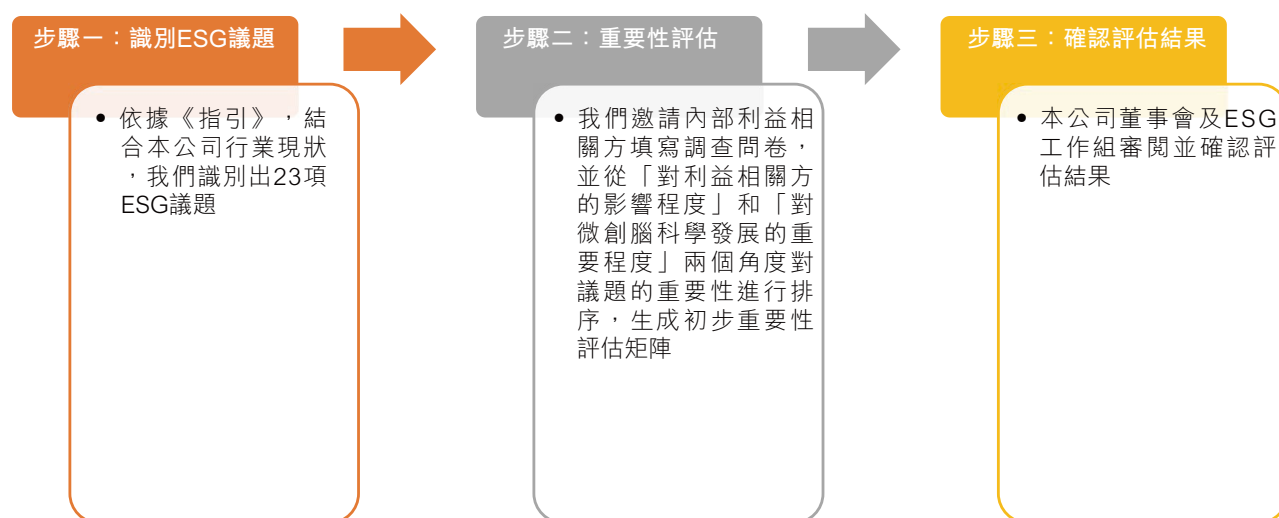 步驟一：識別ESG議題
• 依據《指引》，結
合本公司行業現狀
，我們識別出23項
ESG議題
步驟二：重要性評估
• 我們邀請內部利益相
關方填寫調查問卷，
並從「對利益相關方
的影響程度」和「對
微創腦科學發展的重
要程度」兩個角度對
議題的重要性進行排
序，生成初步重要性
評估矩陣
步驟三：確認評估結果
• 本公司董事會及ESG
工作組審閱並確認評
估結果